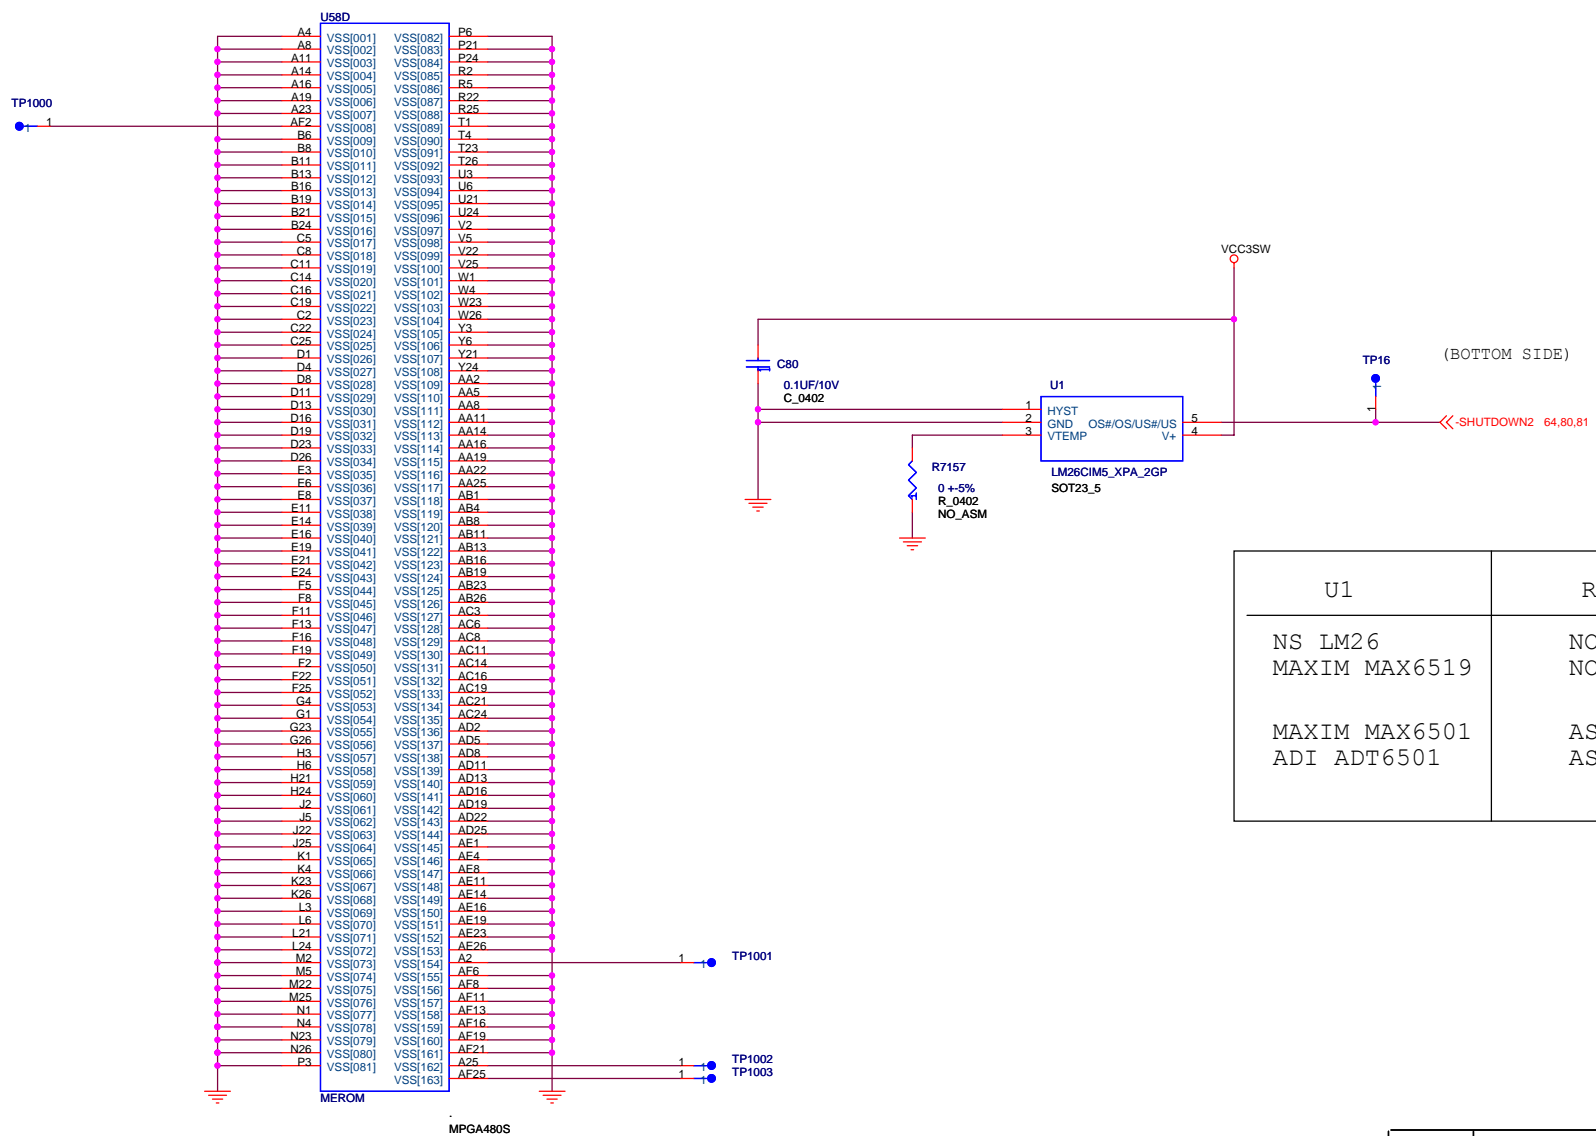 U58D
A4 VSS[001] VSS[082] P6
A8 VSS[002] VSS[083] P21
A11 VSS[003] VSS[084] P24
A14 VSS[004] VSS[085] R2
A16 VSS[005] VSS[086] R5
A19 VSS[006] VSS[087] R22
A23 VSS[007] VSS[088] R25
TP1000
1 1 AF2 VSS[008] VSS[089] T1
B6 VSS[009] VSS[090] T4
B8 VSS[010] VSS[091] T23
B11 VSS[011] VSS[092] T26
B13 VSS[012] VSS[093] U3
B16 VSS[013] VSS[094] U6
B19 VSS[014] VSS[095] U21
B21 VSS[015] VSS[096] U24
B24 VSS[016] VSS[097] V2
C5 VSS[017] VSS[098] V5
C8 VSS[018] VSS[099] V22
C11 VSS[019] VSS[100] V25
C14 VSS[020] VSS[101] W1
C16 VSS[021] VSS[102] W4
C19 VSS[022] VSS[103] W23
C2 VSS[023] VSS[104] W26
C22 VSS[024] VSS[105] Y3
C25 VSS[025] VSS[106] Y6
D1 VSS[026] VSS[107] Y21
D4 VSS[027] VSS[108] Y24
D8 VSS[028] VSS[109] AA2
D11 VSS[029] VSS[110] AA5
D13 VSS[030] VSS[111] AA8
D16 VSS[031] VSS[112] AA11
D19 VSS[032] VSS[113] AA14
D23 VSS[033] VSS[114] AA16
D26 VSS[034] VSS[115] AA19
E3 VSS[035] VSS[116] AA22
E6 VSS[036] VSS[117] AA25
E8 VSS[037] VSS[118] AB1
E11 VSS[038] VSS[119] AB4
E14 VSS[039] VSS[120] AB8
E16 VSS[040] VSS[121] AB11
E19 VSS[041] VSS[122] AB13
E21 VSS[042] VSS[123] AB16
E24 VSS[043] VSS[124] AB19
F5 VSS[044] VSS[125] AB23
F8 VSS[045] VSS[126] AB26
F11 VSS[046] VSS[127] AC3
F13 VSS[047] VSS[128] AC6
F16 VSS[048] VSS[129] AC8
F19 VSS[049] VSS[130] AC11
F2 VSS[050] VSS[131] AC14
F22 VSS[051] VSS[132] AC16
F25 VSS[052] VSS[133] AC19
G4 VSS[053] VSS[134] AC21
G1 VSS[054] VSS[135] AC24
G23 VSS[055] VSS[136] AD2
G26 VSS[056] VSS[137] AD5
H3 VSS[057] VSS[138] AD8
H6 VSS[058] VSS[139] AD11
H21 VSS[059] VSS[140] AD13
H24 VSS[060] VSS[141] AD16
J2 VSS[061] VSS[142] AD19
J5 VSS[062] VSS[143] AD22
J22 VSS[063] VSS[144] AD25
J25 VSS[064] VSS[145] AE1
K1 VSS[065] VSS[146] AE4
K4 VSS[066] VSS[147] AE8
K23 VSS[067] VSS[148] AE11
K26 VSS[068] VSS[149] AE14
L3 VSS[069] VSS[150] AE16
L6 VSS[070] VSS[151] AE19
L21 VSS[071] VSS[152] AE23
L24 VSS[072] VSS[153] AE26
M2 VSS[073] VSS[154] A2 1 1 TP1001
M5 VSS[074] VSS[155] AF6
M22 VSS[075] VSS[156] AF8
M25 VSS[076] VSS[157] AF11
N1 VSS[077] VSS[158] AF13
N4 VSS[078] VSS[159] AF16
N23 VSS[079] VSS[160] AF19
N26 VSS[080] VSS[161] AF21
P3 VSS[081] VSS[162] A25 1 1 TP1002
VSS[163] AF25 1 1 TP1003
MEROM
.
MPGA480S
VCC3SW
C80
1
0.1UF/10V
C_0402
U1
1 HYST
2 GND OS#/OS/US#/US 5
3 VTEMP V+ 4
LM26CIM5_XPA_2GP
SOT23_5
R7157
1
0 +-5%
R_0402
NO_ASM
TP16
1
1
(BOTTOM SIDE)
-SHUTDOWN2 64,80,81
U1 R
NS LM26 NO
MAXIM MAX6519 NO
MAXIM MAX6501 AS
ADI ADT6501 AS